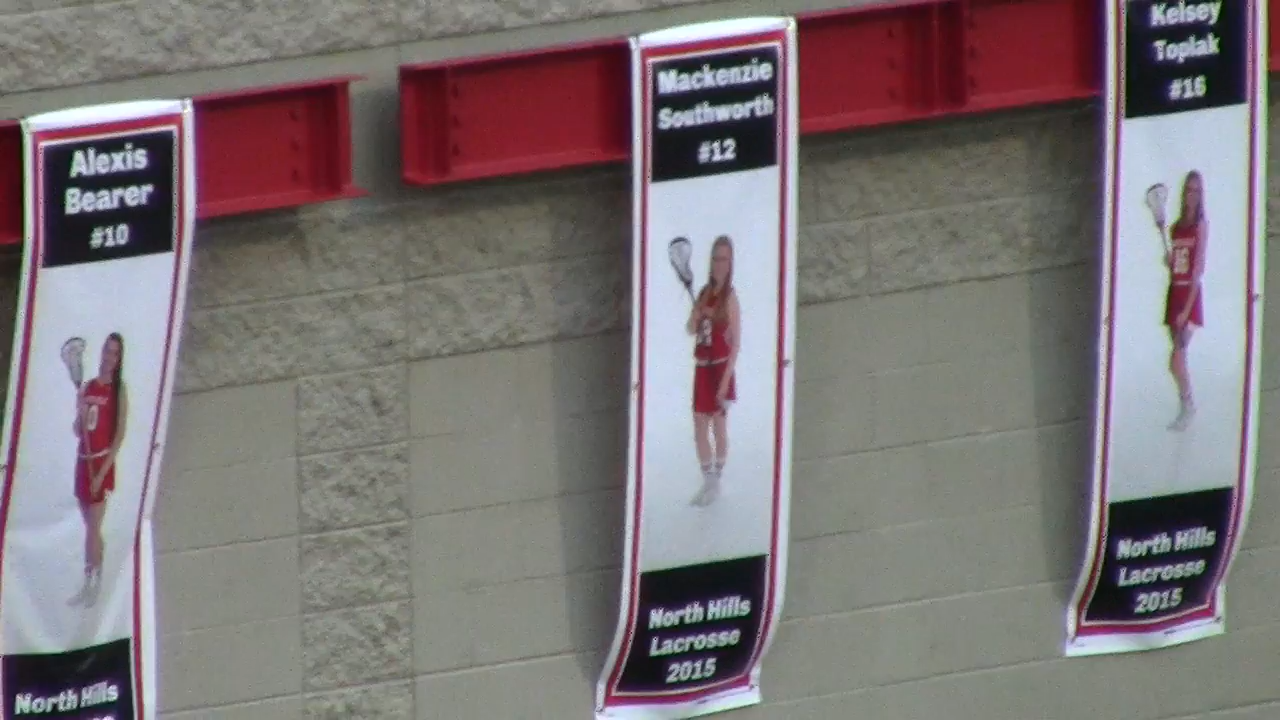 Alexis
Bearer
#10
North Hills
Mackenzie
Southworth
#12
North Hills
Lacrosse
2015
Kelsey
Toplak
#16
16
North Hills
Lacrosse
2015